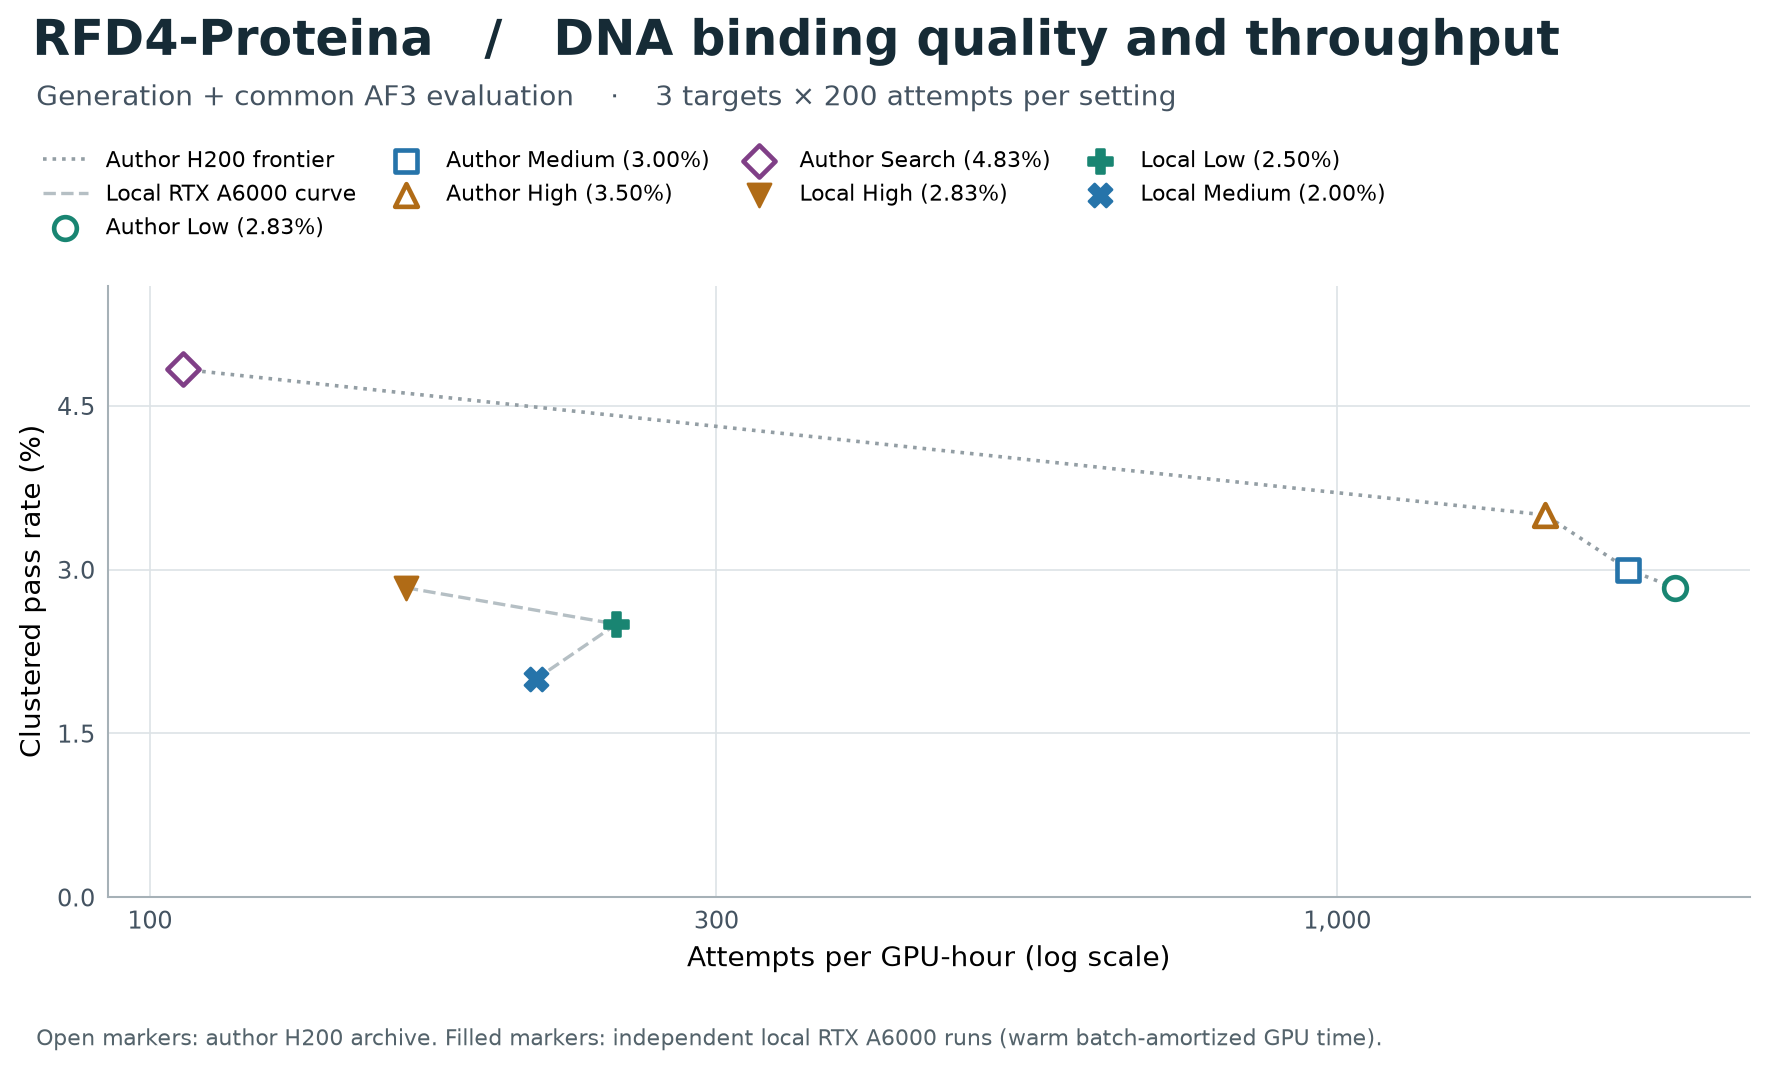 RFD4-Proteina / DNA binding quality and throughput
Generation + common AF3 evaluation · 3 targets × 200 attempts per setting
Author H200 frontier
Local RTX A6000 curve
Author Low (2.83%)
Author Medium (3.00%)
Author High (3.50%)
Author Search (4.83%)
Local High (2.83%)
Local Low (2.50%)
Local Medium (2.00%)
Clustered pass rate (%)
4.5
3.0
1.5
0.0
100
300
1,000
Attempts per GPU-hour (log scale)
Open markers: author H200 archive. Filled markers: independent local RTX A6000 runs (warm batch-amortized GPU time).